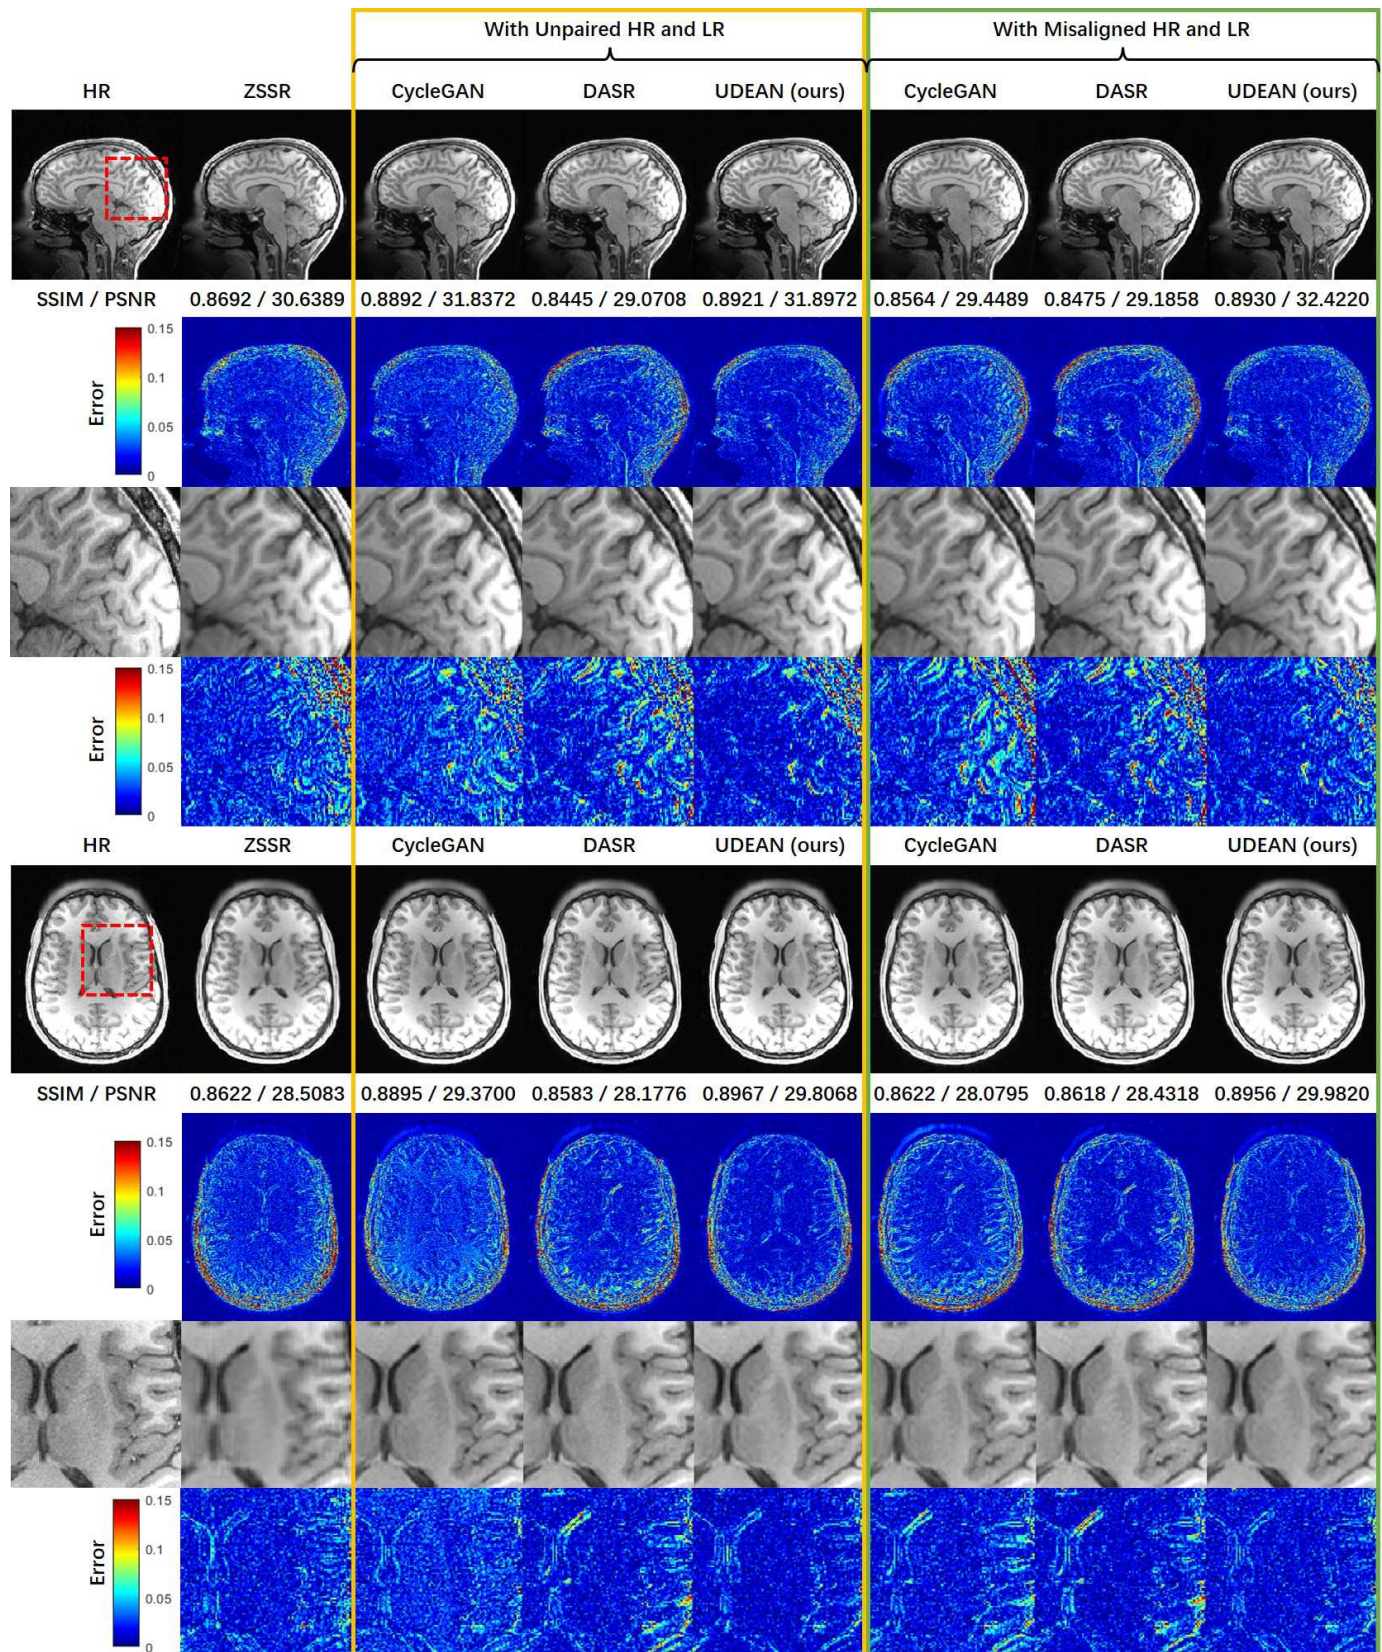 With Unpaired HR and LR With Misaligned HR and LR
HR ZSSR CycleGAN DASR UDEAN (ours) CycleGAN DASR UDEAN (ours)
SSIM / PSNR 0.8692 / 30.6389 0.8892 / 31.8372 0.8445 / 29.0708 0.8921 / 31.8972 0.8564 / 29.4489 0.8475 / 29.1858 0.8930 / 32.4220
0.15
0.1
Error
0.05
0
0.15
0.1
Error
0.05
0
HR ZSSR CycleGAN DASR UDEAN (ours) CycleGAN DASR UDEAN (ours)
SSIM / PSNR 0.8622 / 28.5083 0.8895 / 29.3700 0.8583 / 28.1776 0.8967 / 29.8068 0.8622 / 28.0795 0.8618 / 28.4318 0.8956 / 29.9820
0.15
0.1
Error
0.05
0
0.15
0.1
Error
0.05
0